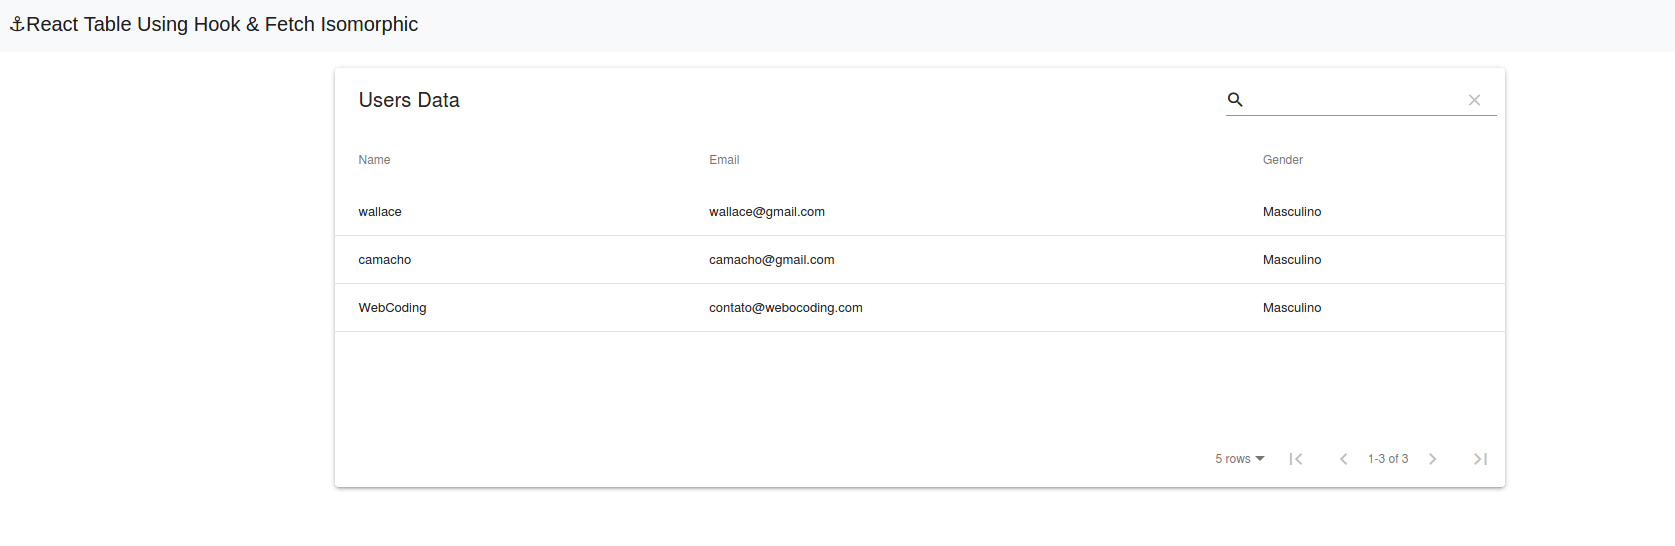 ⚓React Table Using Hook & Fetch Isomorphic
Users Data
Name Email Gender
wallace wallace@gmail.com Masculino
camacho camacho@gmail.com Masculino
WebCoding contato@webocoding.com Masculino
5 rows 1-3 of 3